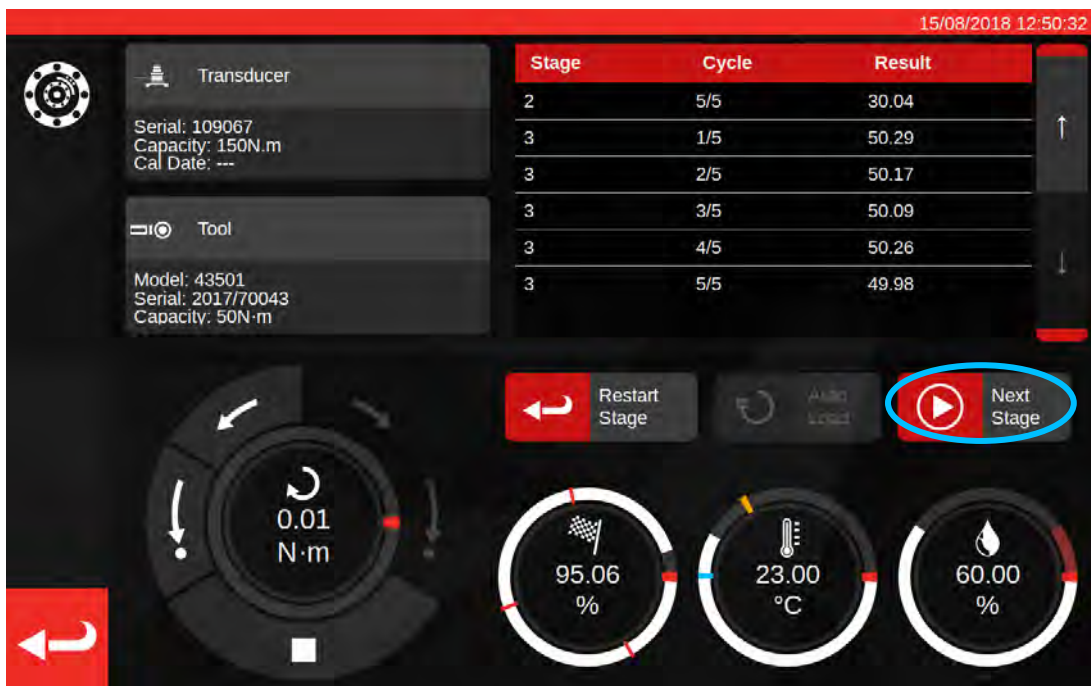 15/08/2018 12:50:32
Transducer
Serial: 109067
Capacity: 150N.m
Cal Date: ---
Tool
Model: 43501
Serial: 2017/70043
Capacity: 50N·m
Stage Cycle Result
2 5/5 30.04
3 1/5 50.29
3 2/5 50.17
3 3/5 50.09
3 4/5 50.26
3 5/5 49.98
Restart
Stage
Auto
Load
Next
Stage
0.01
N·m
95.06
%
23.00
°C
60.00
%